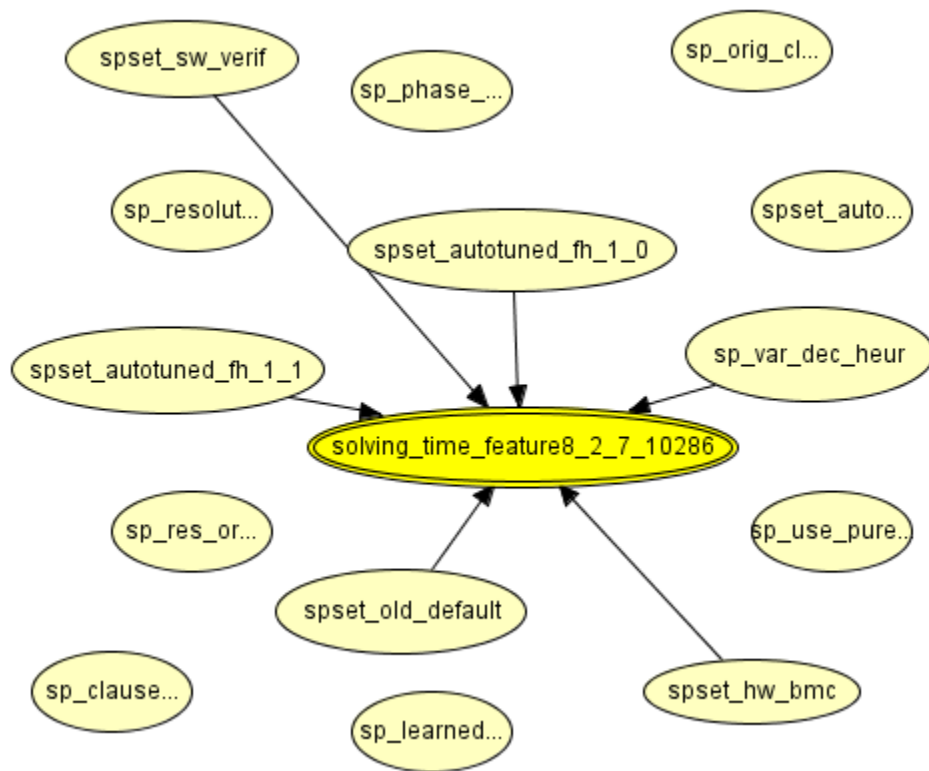 spset_sw_verif
sp_phase_...
sp_orig_cl...
sp_resolut...
spset_auto...
spset_autotuned_fh_1_0
spset_autotuned_fh_1_1
sp_var_dec_heur
solving_time_feature8_2_7_10286
sp_res_or...
sp_use_pure...
spset_old_default
sp_clause...
spset_hw_bmc
sp_learned...